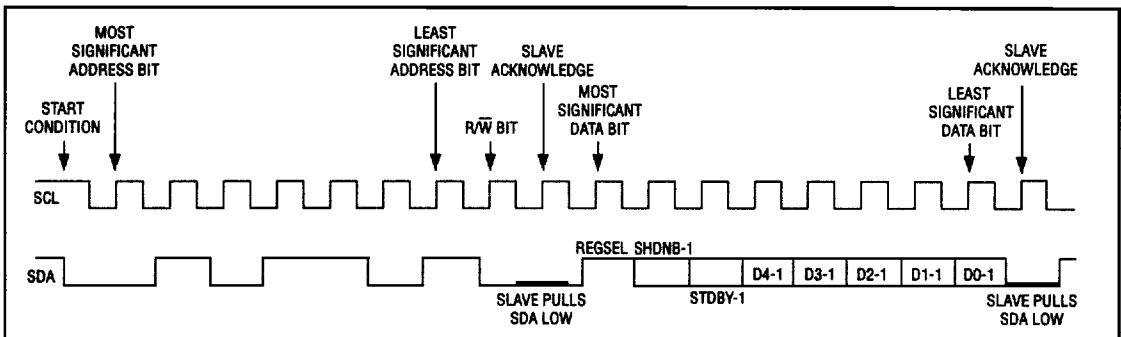 START
CONDITION
MOST
SIGNIFICANT
ADDRESS BIT
LEAST
SIGNIFICANT
ADDRESS BIT
R/W̅ BIT
SLAVE
ACKNOWLEDGE
MOST
SIGNIFICANT
DATA BIT
LEAST
SIGNIFICANT
DATA BIT
SLAVE
ACKNOWLEDGE
SCL
SDA
REGSEL SHDNB-1
STDBY-1
D4-1 D3-1 D2-1 D1-1 D0-1
SLAVE PULLS
SDA LOW
SLAVE PULLS
SDA LOW